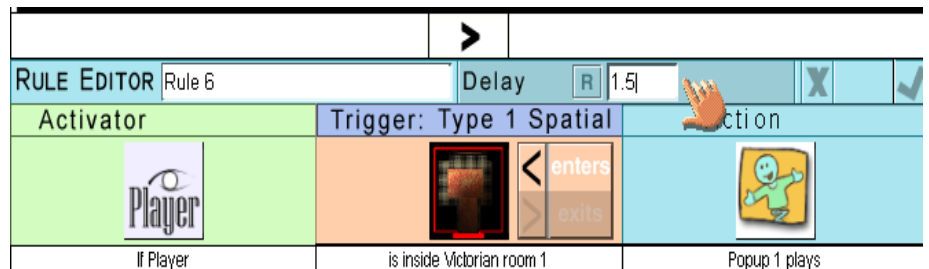 >
RULE EDITOR Rule 6 Delay R 1.5 X
Activator Trigger: Type 1 Spatial ction
Player < enters
> exits
If Player is inside Victorian room 1 Popup 1 plays